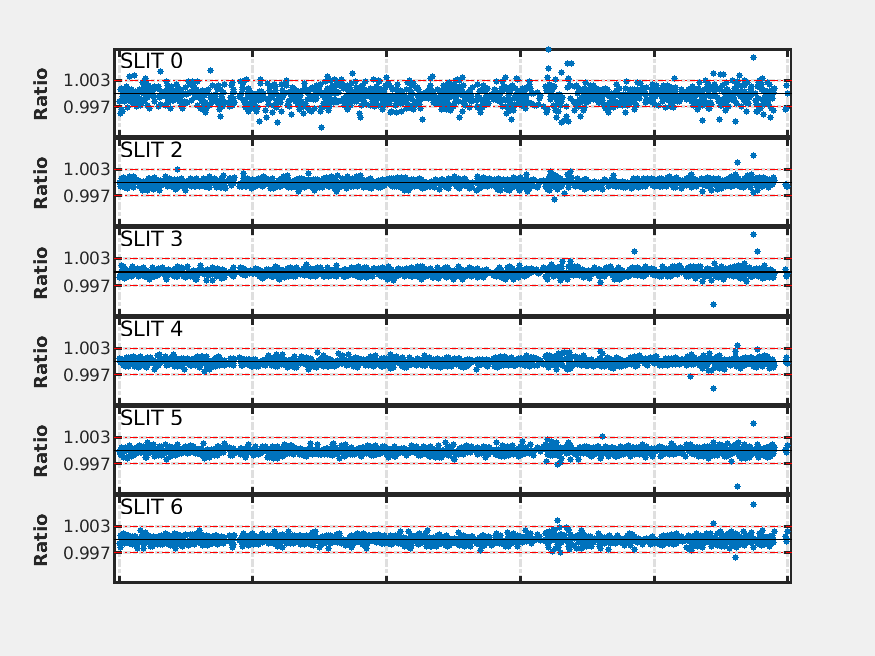 SLIT 0
Ratio
1.003
0.997
SLIT 2
Ratio
1.003
0.997
SLIT 3
Ratio
1.003
0.997
SLIT 4
Ratio
1.003
0.997
SLIT 5
Ratio
1.003
0.997
SLIT 6
Ratio
1.003
0.997